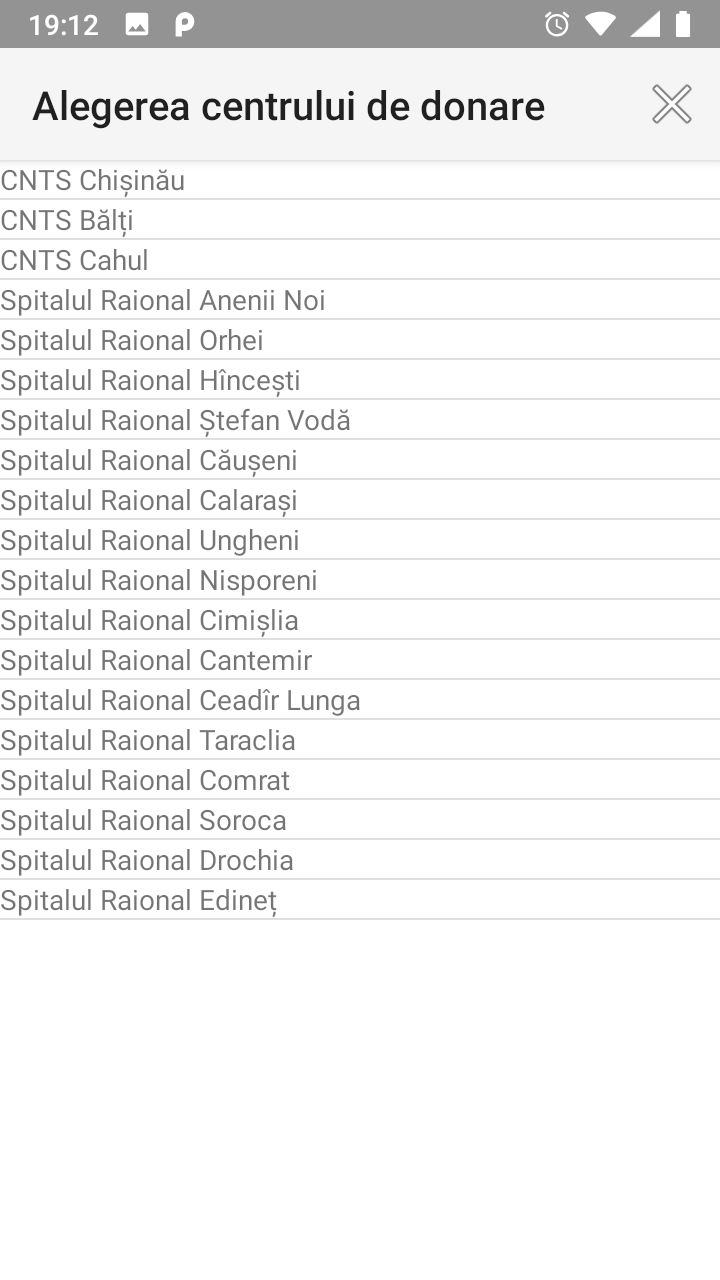 19:12
Alegerea centrului de donare
CNTS Chișinău
CNTS Bălți
CNTS Cahul
Spitalul Raional Anenii Noi
Spitalul Raional Orhei
Spitalul Raional Hîncești
Spitalul Raional Ștefan Vodă
Spitalul Raional Căușeni
Spitalul Raional Calarași
Spitalul Raional Ungheni
Spitalul Raional Nisporeni
Spitalul Raional Cimișlia
Spitalul Raional Cantemir
Spitalul Raional Ceadîr Lunga
Spitalul Raional Taraclia
Spitalul Raional Comrat
Spitalul Raional Soroca
Spitalul Raional Drochia
Spitalul Raional Edineț